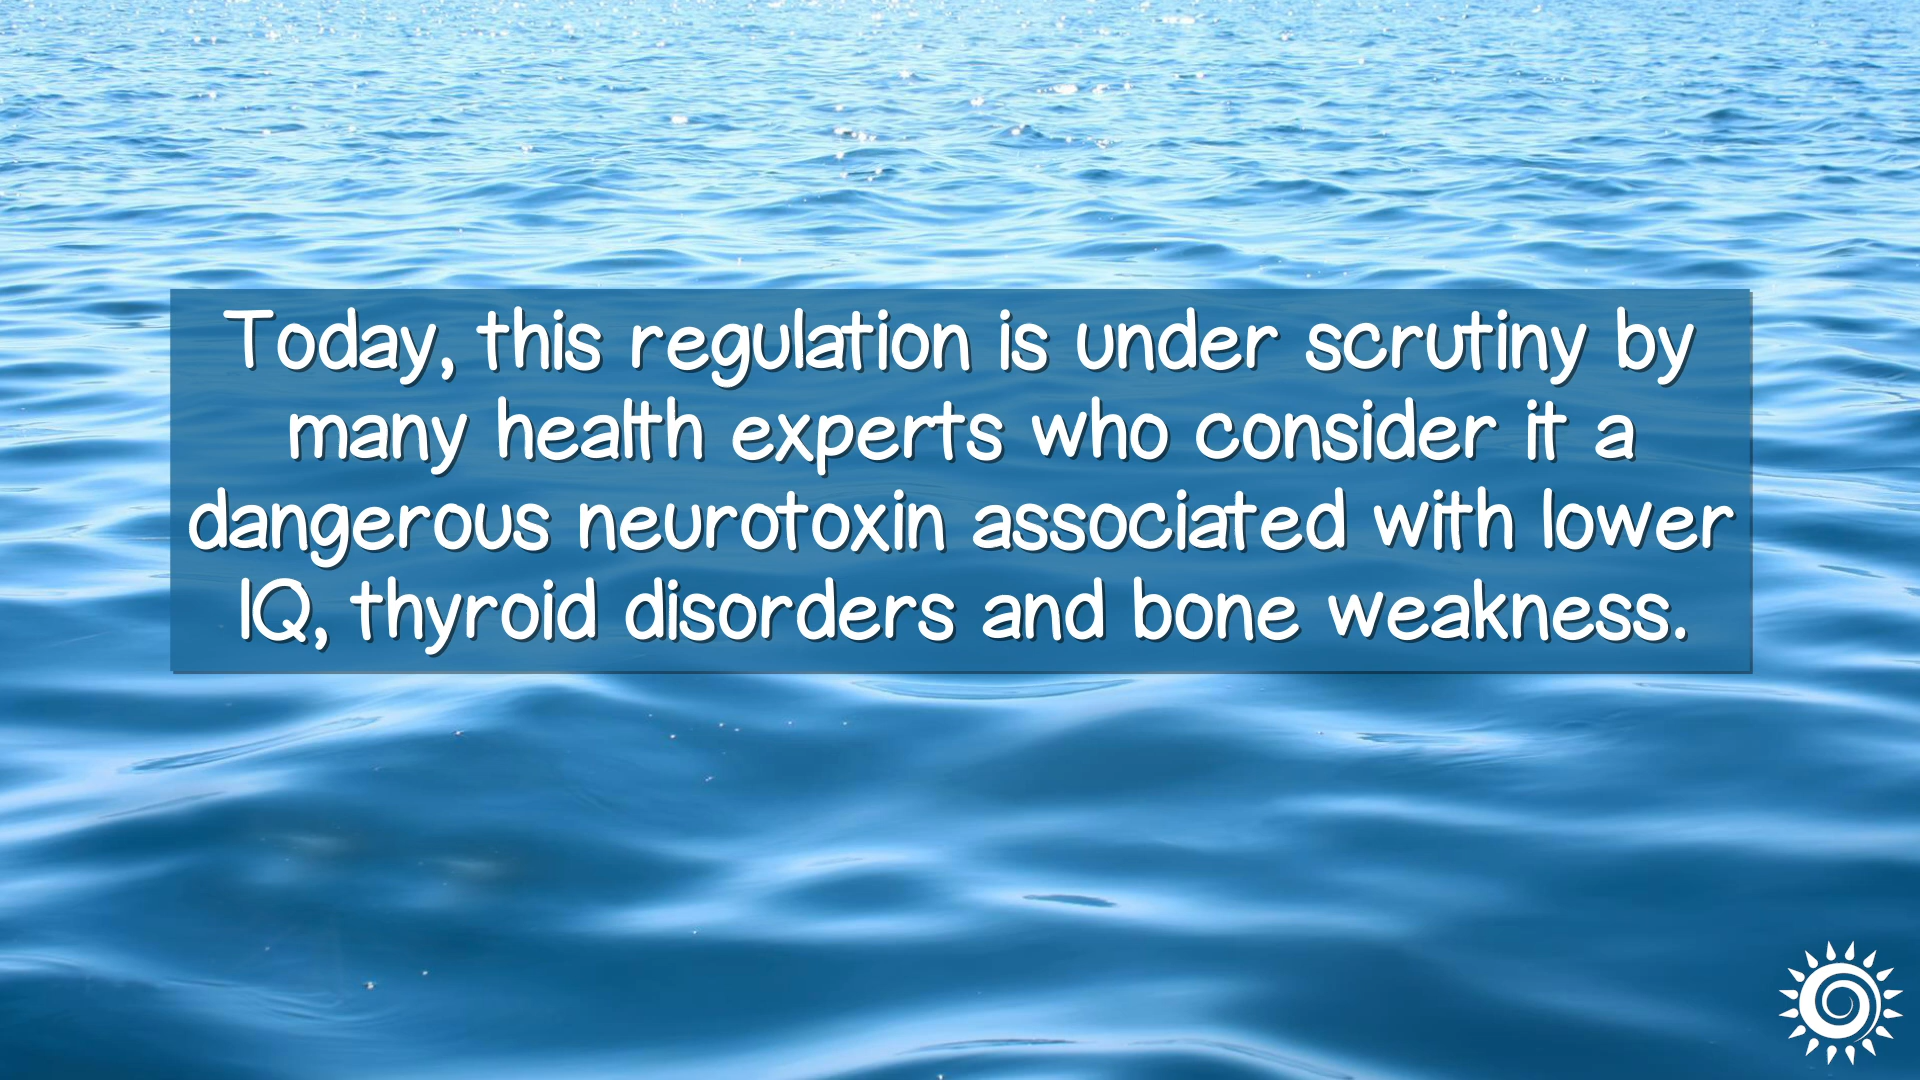 Today, this regulation is under scrutiny by
many health experts who consider it a
dangerous neurotoxin associated with lower
IQ, thyroid disorders and bone weakness.